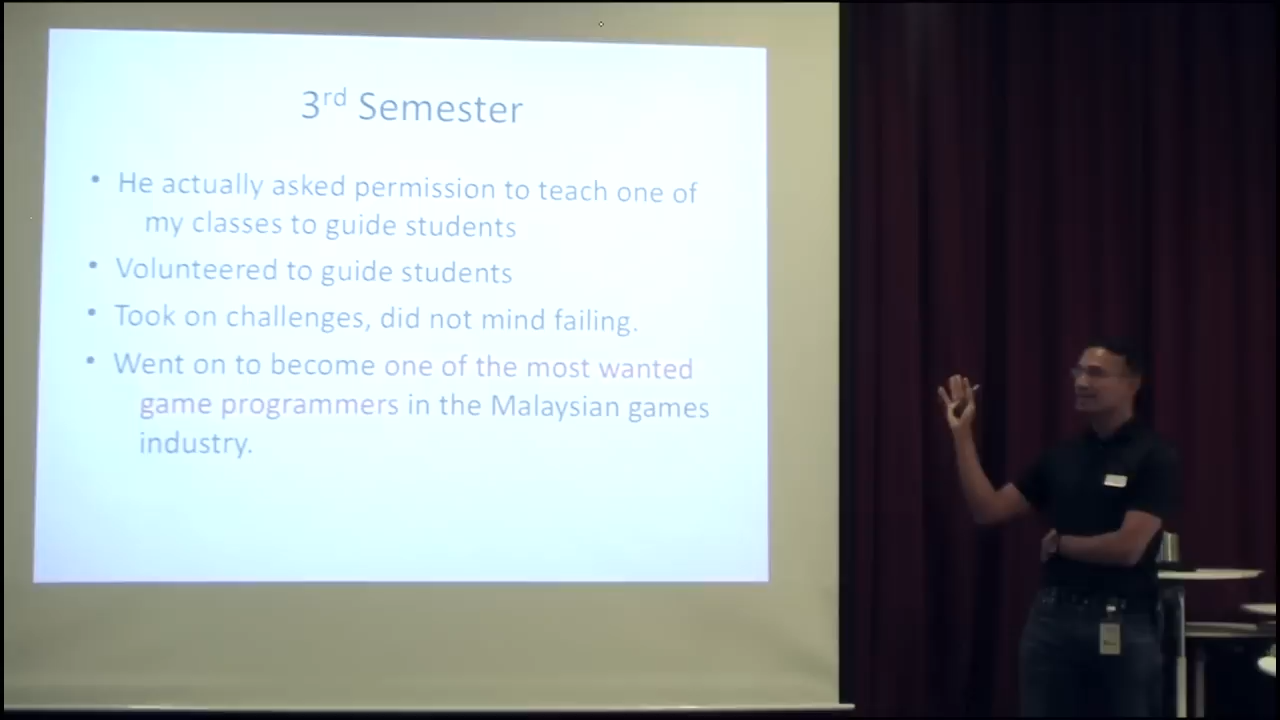 3rd Semester
• He actually asked permission to teach one of
my classes to guide students
• Volunteered to guide students
• Took on challenges, did not mind failing.
• Went on to become one of the most wanted
game programmers in the Malaysian games
industry.